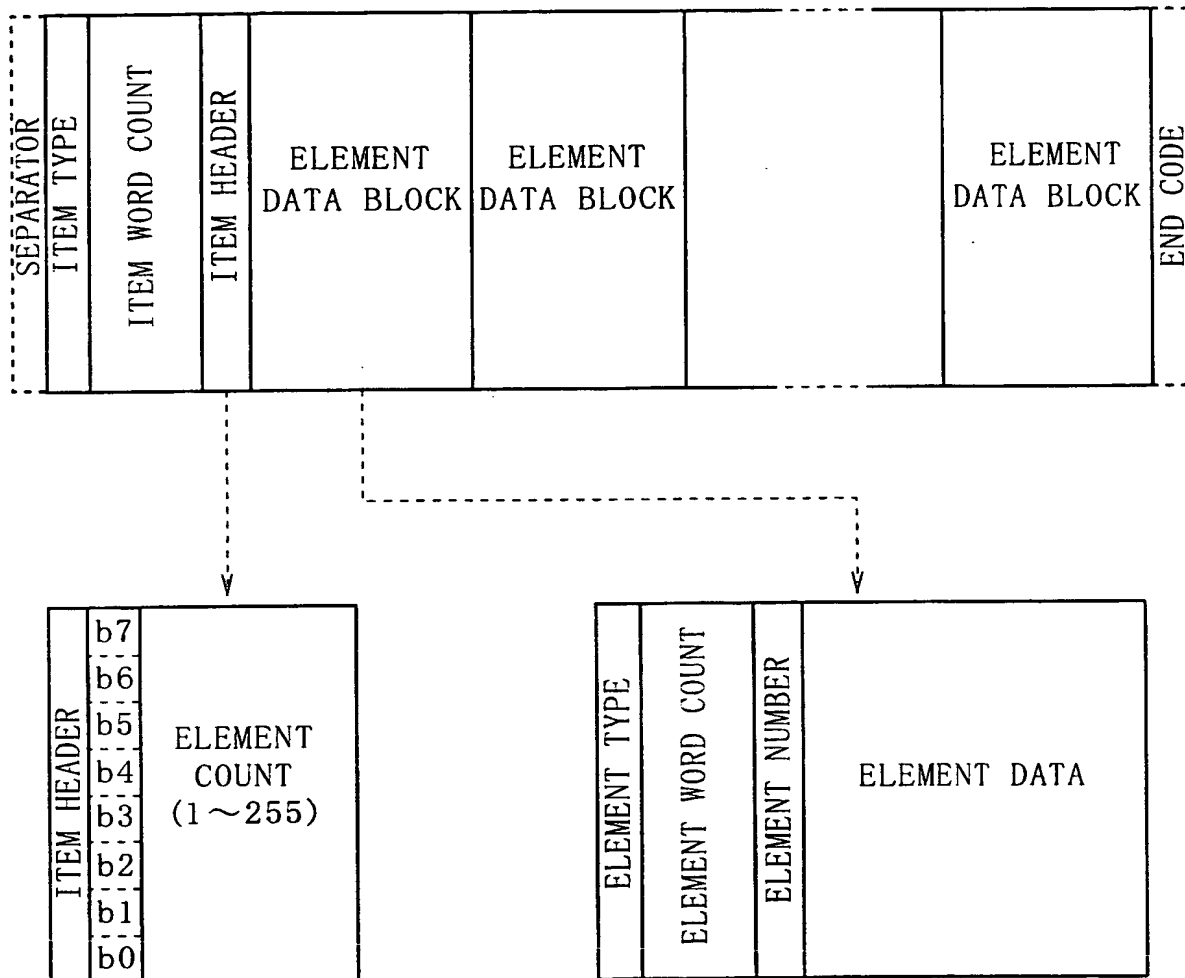 SEPARATOR
ITEM TYPE
ITEM WORD COUNT
ITEM HEADER
ELEMENT
DATA BLOCK
ELEMENT
DATA BLOCK
ELEMENT
DATA BLOCK
END CODE
ITEM HEADER
b7
b6
b5
b4
b3
b2
b1
b0
ELEMENT
COUNT
(1～255)
ELEMENT TYPE
ELEMENT WORD COUNT
ELEMENT NUMBER
ELEMENT DATA